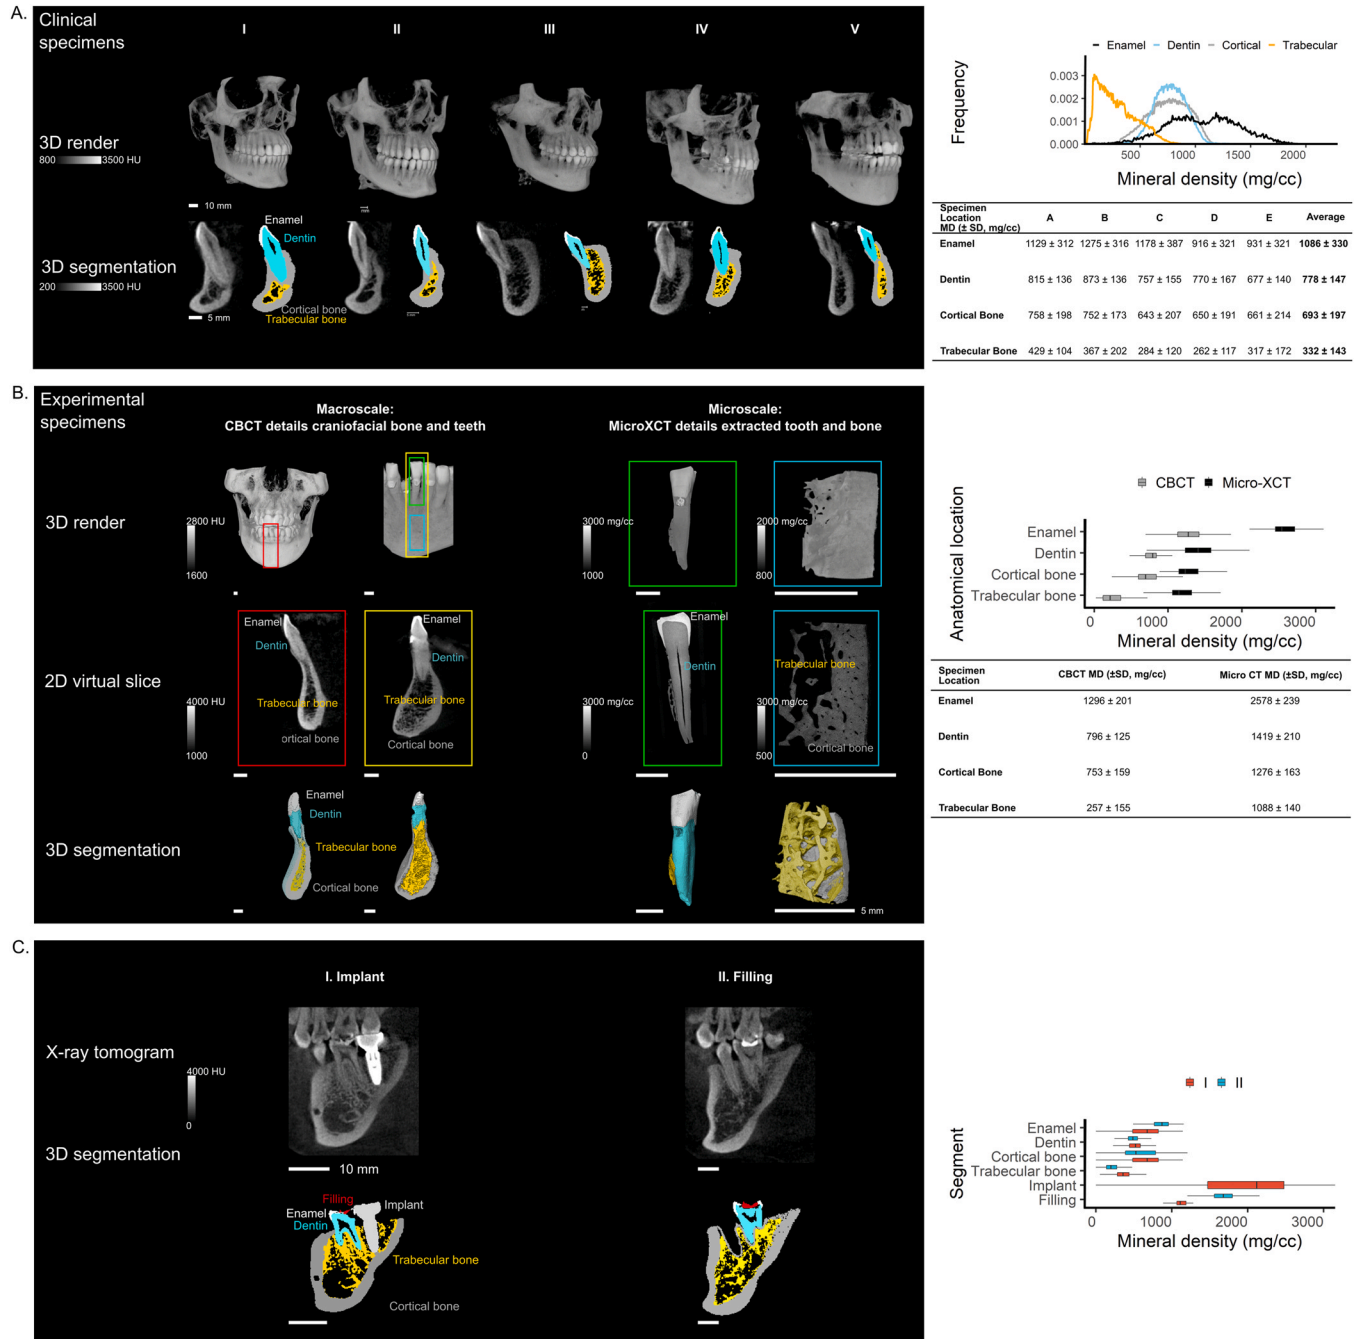 A.
Clinical
specimens
I II III IV V
3D render
800 3500 HU
10 mm
Enamel
Dentin
3D segmentation
200 3500 HU
Cortical bone
Trabecular bone
5 mm
Enamel Dentin Cortical Trabecular
Frequency
0.003
0.002
0.001
0.000
500 1000 1500 2000
Mineral density (mg/cc)
Specimen
Location
MD (± SD, mg/cc) A B C D E Average
Enamel 1129 ± 312 1275 ± 316 1178 ± 387 916 ± 321 931 ± 321 1086 ± 330
Dentin 815 ± 136 873 ± 136 757 ± 155 770 ± 167 677 ± 140 778 ± 147
Cortical Bone 758 ± 198 752 ± 173 643 ± 207 650 ± 191 661 ± 214 693 ± 197
Trabecular Bone 429 ± 104 367 ± 202 284 ± 120 262 ± 117 317 ± 172 332 ± 143
B.
Experimental
specimens
Macroscale:
CBCT details craniofacial bone and teeth
Microscale:
MicroXCT details extracted tooth and bone
3D render
2800 HU
1600
3000 mg/cc
1000
2000 mg/cc
800
2D virtual slice
4000 HU
1000
Enamel
Dentin
Trabecular bone
ortical bone
Enamel
Dentin
Trabecular bone
Cortical bone
3000 mg/cc
0
Enamel
Dentin
3000 mg/cc
500
Trabecular bone
Cortical bone
3D segmentation
Enamel
Dentin
Trabecular bone
Cortical bone
5 mm
CBCT Micro-XCT
Anatomical location
Enamel
Dentin
Cortical bone
Trabecular bone
0 1000 2000 3000
Mineral density (mg/cc)
Specimen
Location CBCT MD (±SD, mg/cc) Micro CT MD (±SD, mg/cc)
Enamel 1296 ± 201 2578 ± 239
Dentin 796 ± 125 1419 ± 210
Cortical Bone 753 ± 159 1276 ± 163
Trabecular Bone 257 ± 155 1088 ± 140
C.
I. Implant
II. Filling
X-ray tomogram
4000 HU
0
3D segmentation
10 mm
Filling
Enamel
Dentin
Implant
Trabecular bone
Cortical bone
I II
Segment
Enamel
Dentin
Cortical bone
Trabecular bone
Implant
Filling
0 1000 2000 3000
Mineral density (mg/cc)